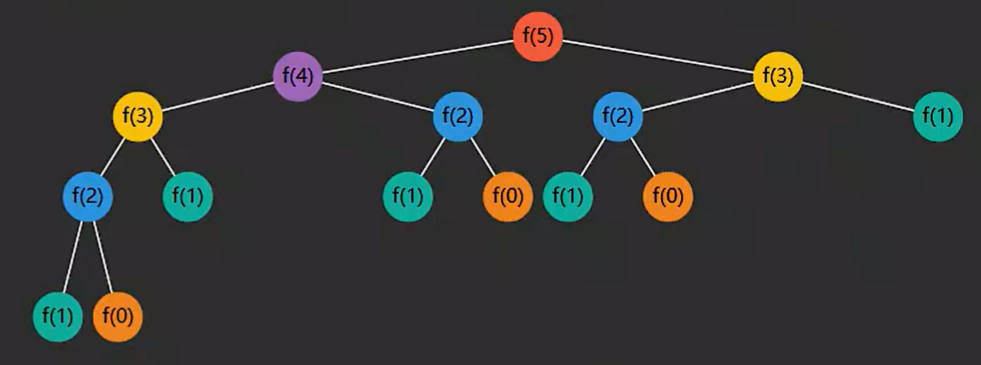 f(5)
f(4) f(3)
f(3) f(2) f(2) f(1)
f(2) f(1) f(1) f(0) f(1) f(0)
f(1) f(0)